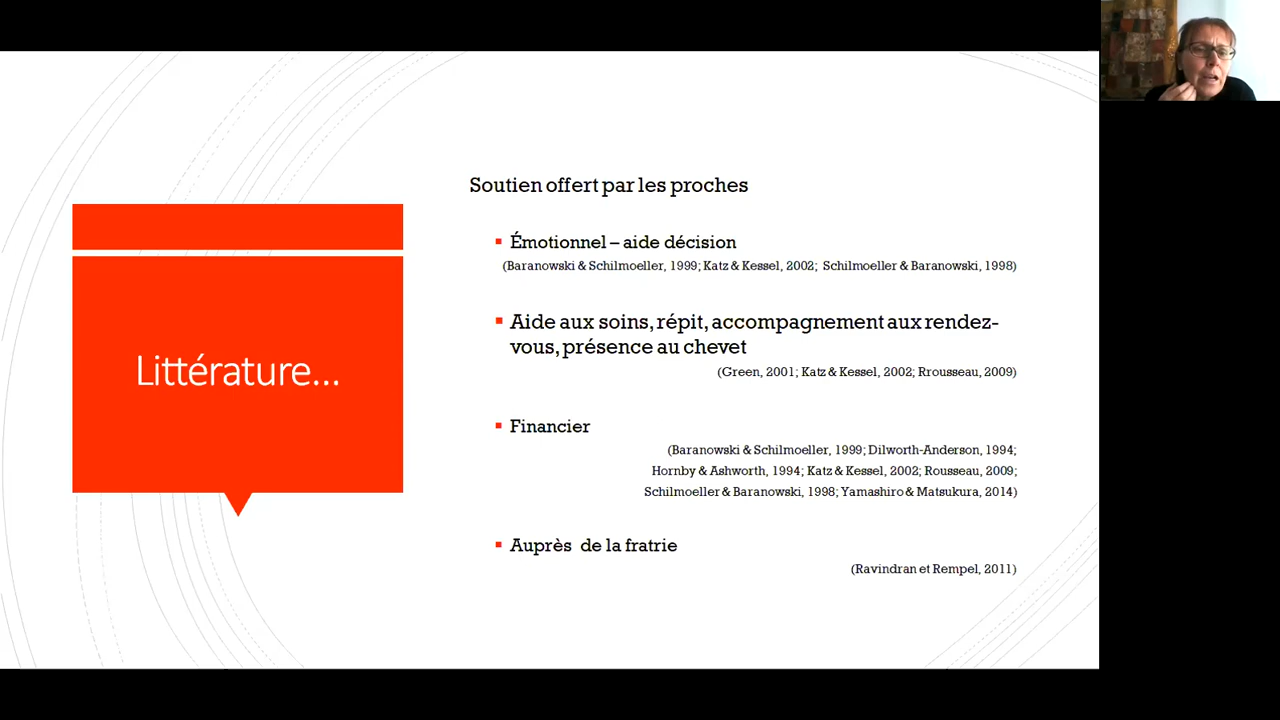 Littérature...
Soutien offert par les proches
▪ Émotionnel – aide décision
(Baranowski & Schilmoeller, 1999; Katz & Kessel, 2002; Schilmoeller & Baranowski, 1998)
▪ Aide aux soins, répit, accompagnement aux rendez-
vous, présence au chevet
(Green, 2001; Katz & Kessel, 2002; Rrousseau, 2009)
▪ Financier
(Baranowski & Schilmoeller, 1999; Dilworth-Anderson, 1994;
Hornby & Ashworth, 1994; Katz & Kessel, 2002; Rousseau, 2009;
Schilmoeller & Baranowski, 1998; Yamashiro & Matsukura, 2014)
▪ Auprès de la fratrie
(Ravindran et Rempel, 2011)